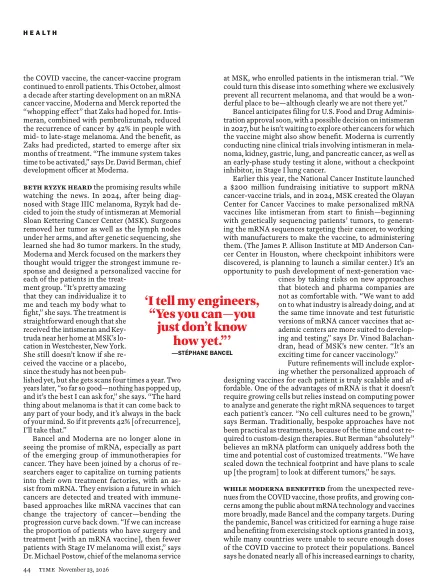 HEALTH
the COVID vaccine, the cancer-vaccine program
continued to enroll patients. This October, almost
a decade after starting development on an mRNA
cancer vaccine, Moderna and Merck reported the
“whopping effect” that Zaks had hoped for. Intis-
meran, combined with pembrolizumab, reduced
the recurrence of cancer by 42% in people with
mid- to late-stage melanoma. And the benefit, as
Zaks had predicted, started to emerge after six
months of treatment. “The immune system takes
time to be activated,” says Dr. David Berman, chief
development officer at Moderna.
BETH RYZYK HEARD the promising results while
watching the news. In 2024, after being diag-
nosed with Stage IIIC melanoma, Ryzyk had de-
cided to join the study of intismeran at Memorial
Sloan Kettering Cancer Center (MSK). Surgeons
removed her tumor as well as the lymph nodes
under her arms, and after genetic sequencing, she
learned she had 80 tumor markers. In the study,
Moderna and Merck focused on the markers they
thought would trigger the strongest immune re-
sponse and designed a personalized vaccine for
each of the patients in the treat-
ment group. “It’s pretty amazing
that they can individualize it to
me and teach my body what to
fight,” she says. The treatment is
straightforward enough that she
received the intismeran and Key-
truda near her home at MSK’s lo-
cation in Westchester, New York.
She still doesn’t know if she re-
ceived the vaccine or a placebo,
since the study has not been pub-
lished yet, but she gets scans four times a year. Two
years later, “so far so good—nothing has popped up,
and it’s the best I can ask for,” she says. “The hard
thing about melanoma is that it can come back to
any part of your body, and it’s always in the back
of your mind. So if it prevents 42% [of recurrence],
I’ll take that.”
Bancel and Moderna are no longer alone in
seeing the promise of mRNA, especially as part
of the emerging group of immunotherapies for
cancer. They have been joined by a chorus of re-
searchers eager to capitalize on turning patients
into their own treatment factories, with an as-
sist from mRNA. They envision a future in which
cancers are detected and treated with immune-
based approaches like mRNA vaccines that can
change the trajectory of cancer—bending the
progression curve back down. “If we can increase
the proportion of patients who have surgery and
treatment [with an mRNA vaccine], then fewer
patients with Stage IV melanoma will exist,” says
Dr. Michael Postow, chief of the melanoma service
‘I tell my engineers,
“Yes you can—you
just don’t know
how yet.”’
—STÉPHANE BANCEL
at MSK, who enrolled patients in the intismeran trial. “We
could turn this disease into something where we exclusively
prevent all recurrent melanoma, and that would be a won-
derful place to be—although clearly we are not there yet.”
Bancel anticipates filing for U.S. Food and Drug Adminis-
tration approval soon, with a possible decision on intismeran
in 2027, but he isn’t waiting to explore other cancers for which
the vaccine might also show benefit. Moderna is currently
conducting nine clinical trials involving intismeran in mela-
noma, kidney, gastric, lung, and pancreatic cancer, as well as
an early-phase study testing it alone, without a checkpoint
inhibitor, in Stage I lung cancer.
Earlier this year, the National Cancer Institute launched
a $200 million fundraising initiative to support mRNA
cancer-vaccine trials, and in 2024, MSK created the Olayan
Center for Cancer Vaccines to make personalized mRNA
vaccines like intismeran from start to finish—beginning
with genetically sequencing patients’ tumors, to generat-
ing the mRNA sequences targeting their cancer, to working
with manufacturers to make the vaccine, to administering
them. (The James P. Allison Institute at MD Anderson Can-
cer Center in Houston, where checkpoint inhibitors were
discovered, is planning to launch a similar center.) It’s an
opportunity to push development of next-generation vac-
cines by taking risks on new approaches
that biotech and pharma companies are
not as comfortable with. “We want to add
on to what industry is already doing, and at
the same time innovate and test futuristic
versions of mRNA cancer vaccines that ac-
ademic centers are more suited to develop-
ing and testing,” says Dr. Vinod Balachan-
dran, head of MSK’s new center. “It’s an
exciting time for cancer vaccinology.”
Future refinements will include explor-
ing whether the personalized approach of
designing vaccines for each patient is truly scalable and af-
fordable. One of the advantages of mRNA is that it doesn’t
require growing cells but relies instead on computing power
to analyze and generate the right mRNA sequences to target
each patient’s cancer. “No cell cultures need to be grown,”
says Berman. Traditionally, bespoke approaches have not
been practical as treatments, because of the time and cost re-
quired to custom-design therapies. But Berman “absolutely”
believes an mRNA platform can uniquely address both the
time and potential cost of customized treatments. “We have
scaled down the technical footprint and have plans to scale
up [the program] to look at different tumors,” he says.
WHILE MODERNA BENEFITED from the unexpected reve-
nues from the COVID vaccine, those profits, and growing con-
cerns among the public about mRNA technology and vaccines
more broadly, made Bancel and the company targets. During
the pandemic, Bancel was criticized for earning a huge raise
and benefiting from exercising stock options granted in 2013,
while many countries were unable to secure enough doses
of the COVID vaccine to protect their populations. Bancel
says he donated nearly all of his increased earnings to charity,
44 TIME November 23, 2026